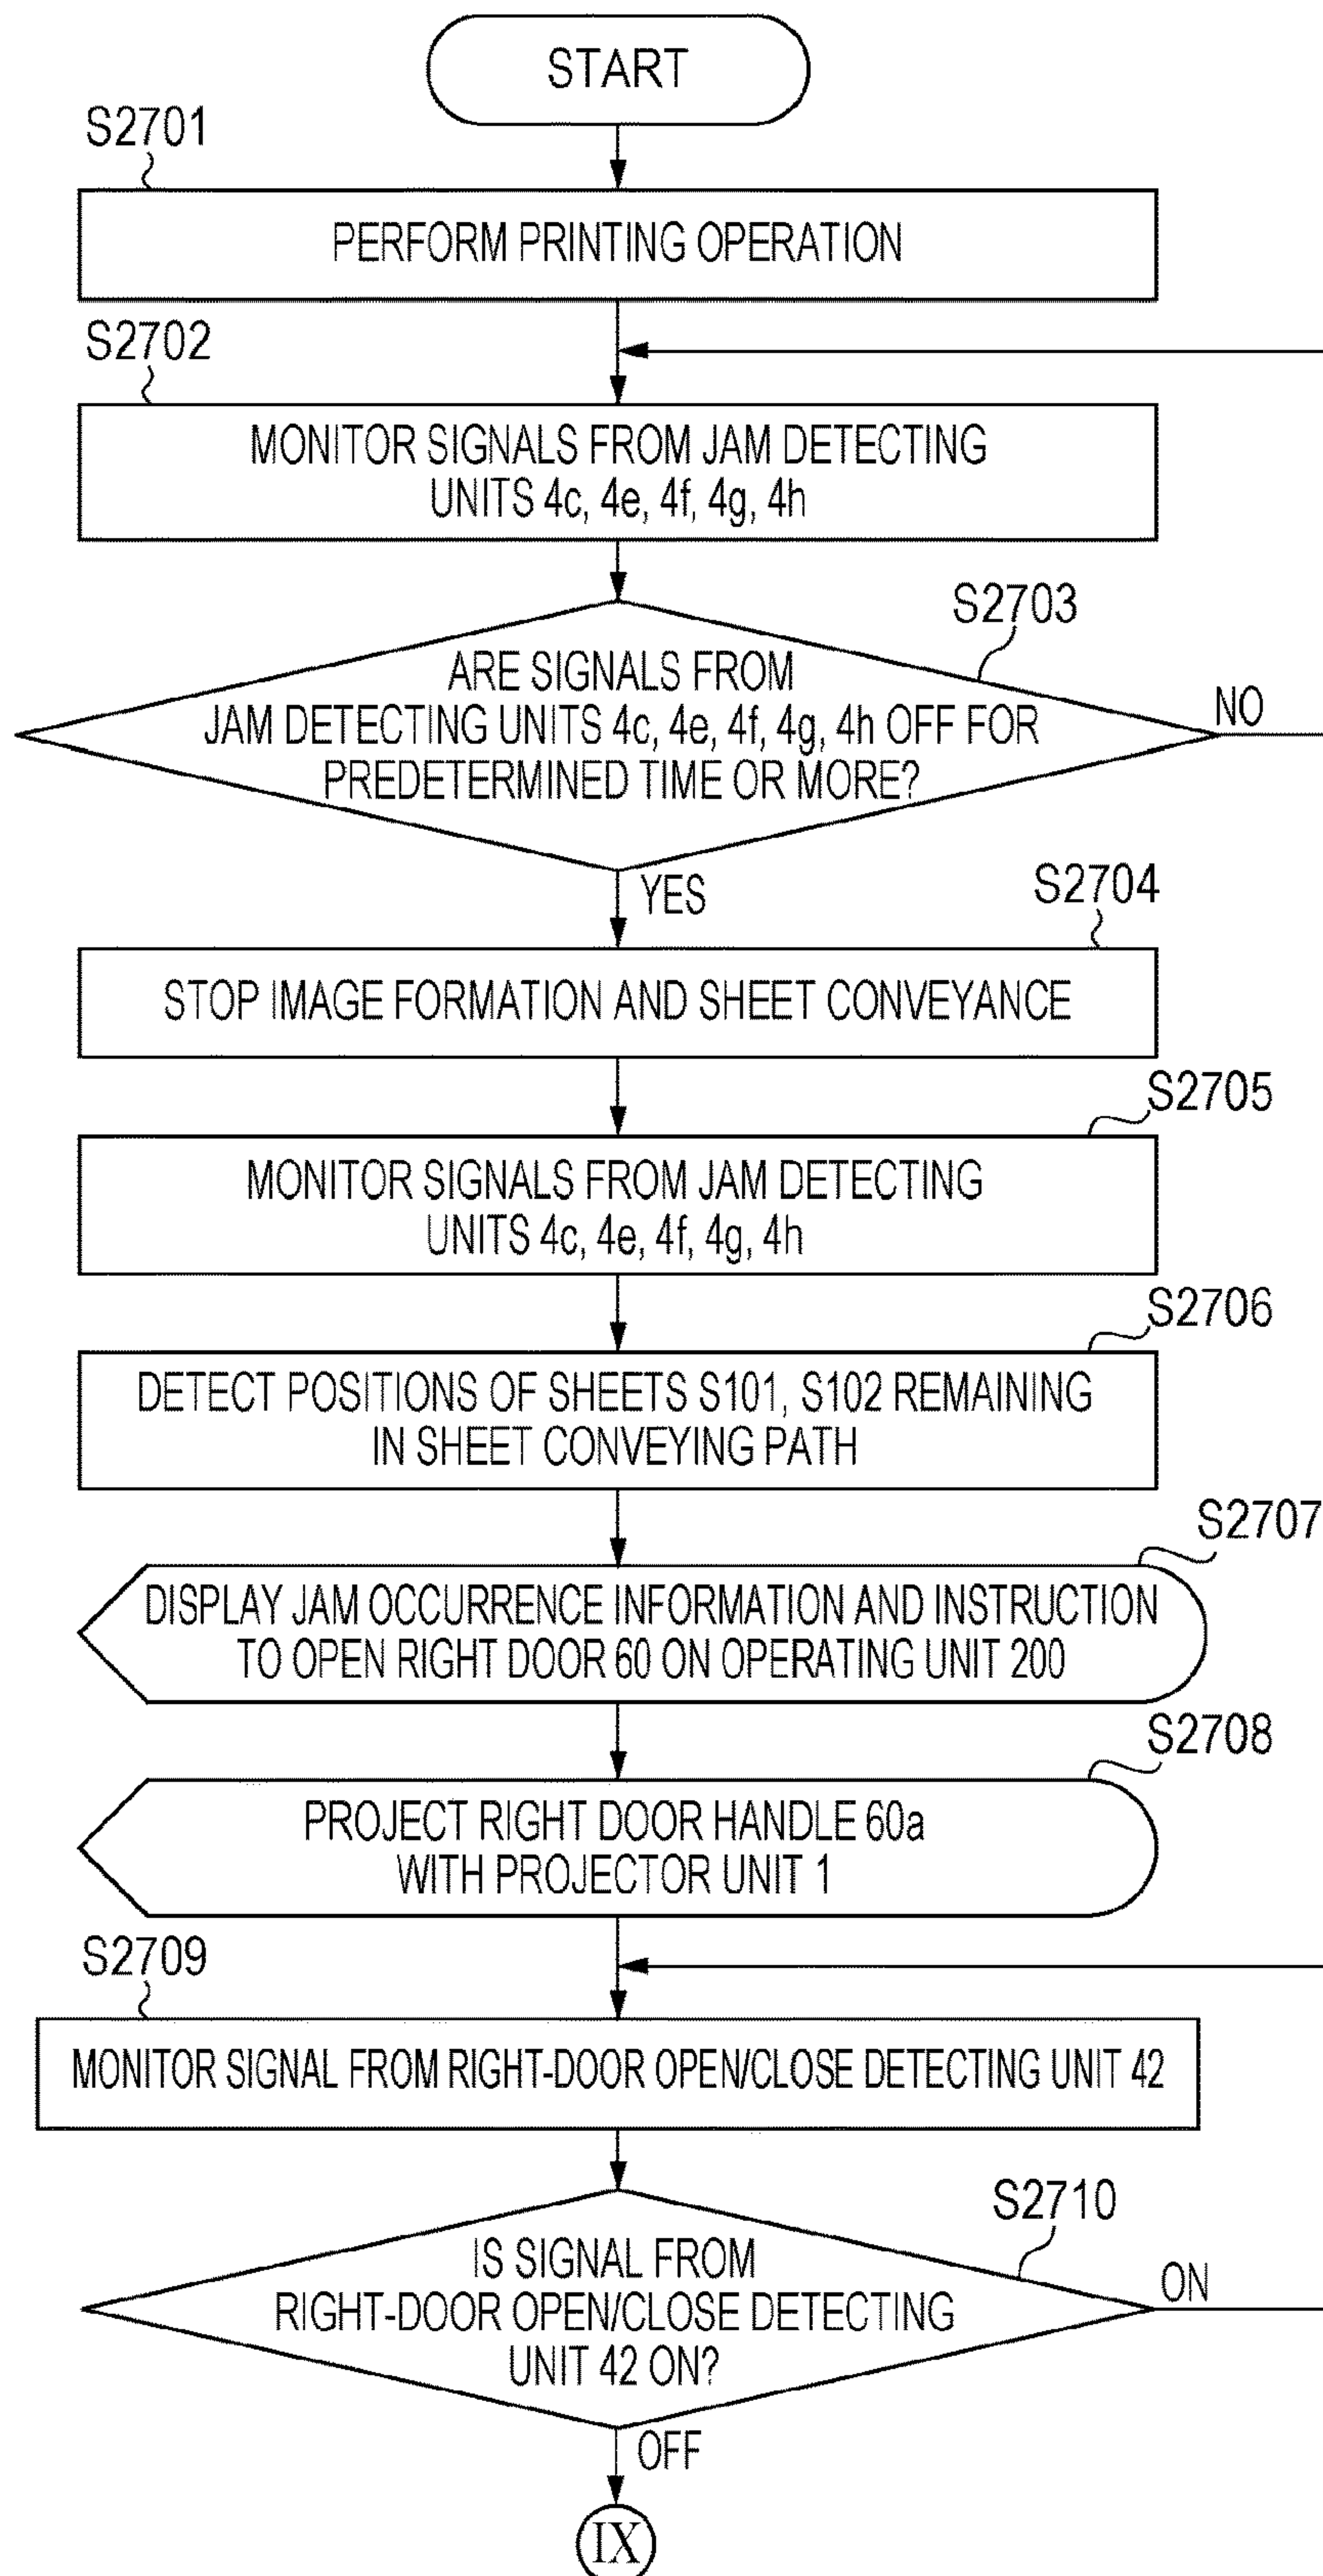 START
S2701
PERFORM PRINTING OPERATION
S2702
MONITOR SIGNALS FROM JAM DETECTING
UNITS 4c, 4e, 4f, 4g, 4h
S2703
ARE SIGNALS FROM
JAM DETECTING UNITS 4c, 4e, 4f, 4g, 4h OFF FOR
PREDETERMINED TIME OR MORE?
NO
YES
S2704
STOP IMAGE FORMATION AND SHEET CONVEYANCE
S2705
MONITOR SIGNALS FROM JAM DETECTING
UNITS 4c, 4e, 4f, 4g, 4h
S2706
DETECT POSITIONS OF SHEETS S101, S102 REMAINING
IN SHEET CONVEYING PATH
S2707
DISPLAY JAM OCCURRENCE INFORMATION AND INSTRUCTION
TO OPEN RIGHT DOOR 60 ON OPERATING UNIT 200
S2708
PROJECT RIGHT DOOR HANDLE 60a
WITH PROJECTOR UNIT 1
S2709
MONITOR SIGNAL FROM RIGHT-DOOR OPEN/CLOSE DETECTING UNIT 42
S2710
IS SIGNAL FROM
RIGHT-DOOR OPEN/CLOSE DETECTING
UNIT 42 ON?
ON
OFF
IX